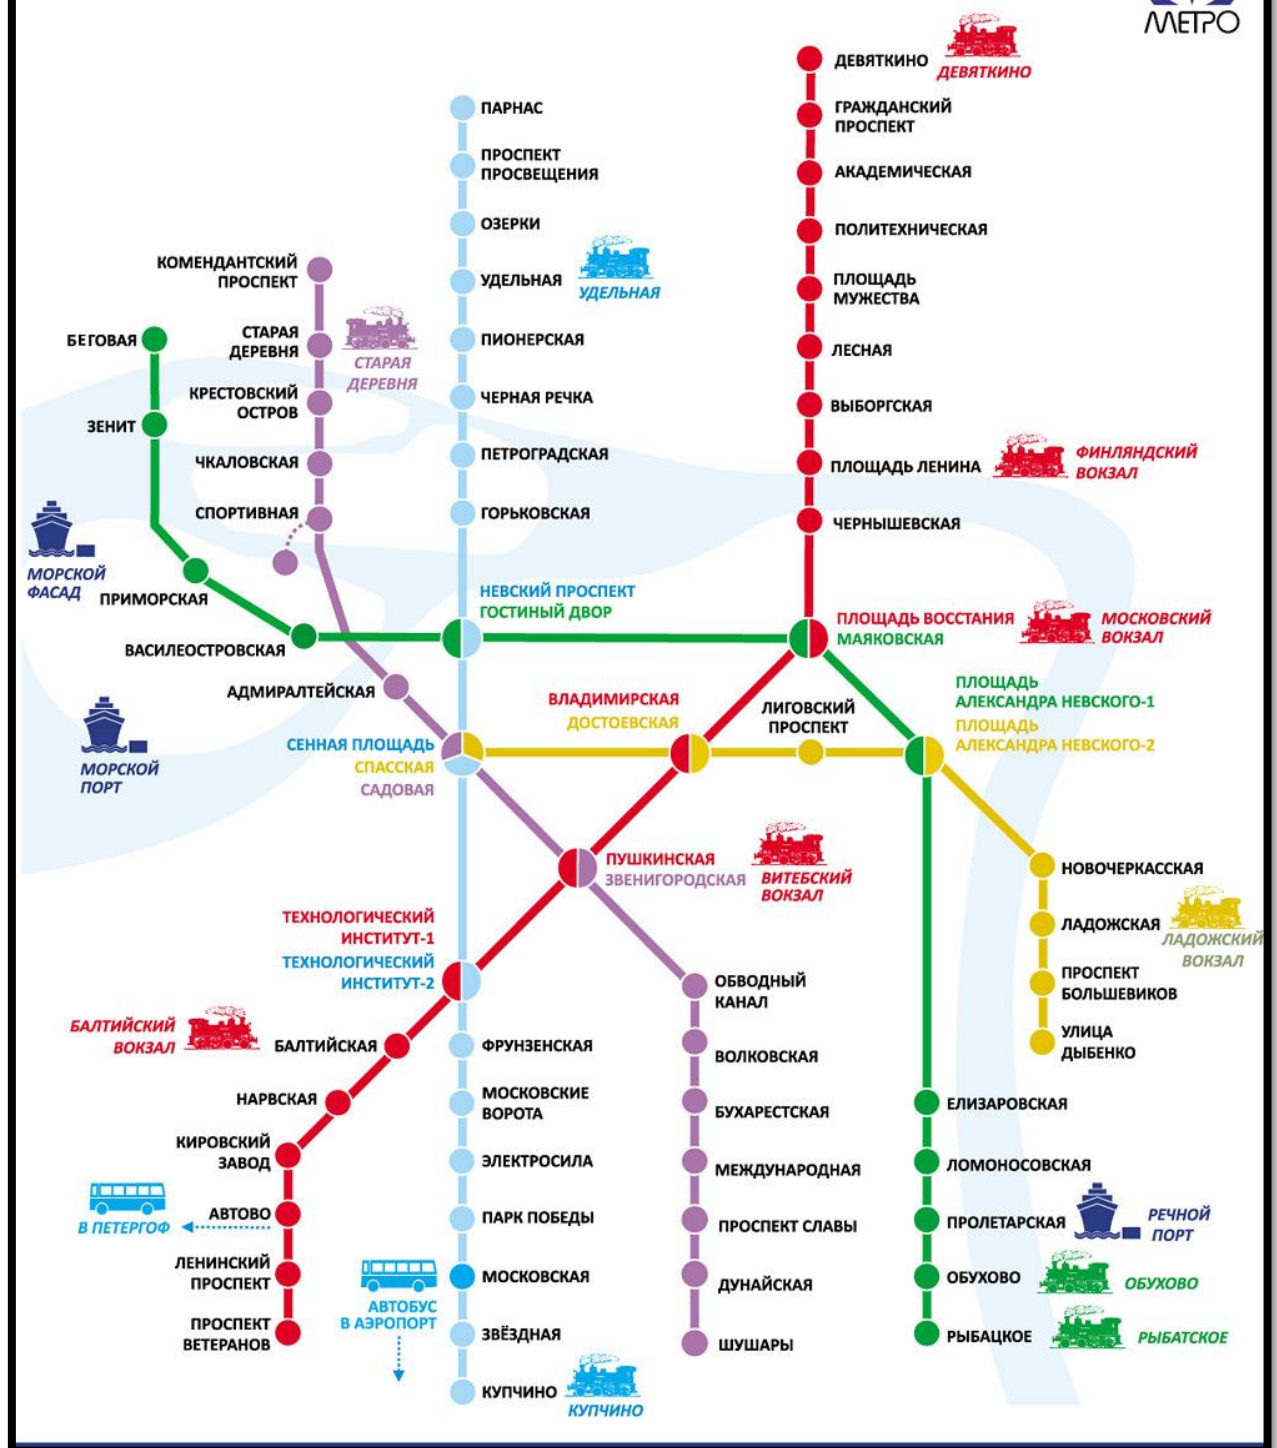 МЕТРО
ДЕВЯТКИНО
ДЕВЯТКИНО
ГРАЖДАНСКИЙ
ПРОСПЕКТ
АКАДЕМИЧЕСКАЯ
ПОЛИТЕХНИЧЕСКАЯ
ПЛОЩАДЬ
МУЖЕСТВА
ЛЕСНАЯ
ВЫБОРГСКАЯ
ПЛОЩАДЬ ЛЕНИНА
ФИНЛЯНДСКИЙ
ВОКЗАЛ
ЧЕРНЫШЕВСКАЯ
ПАРНАС
ПРОСПЕКТ
ПРОСВЕЩЕНИЯ
ОЗЕРКИ
УДЕЛЬНАЯ
УДЕЛЬНАЯ
ПИОНЕРСКАЯ
ЧЕРНАЯ РЕЧКА
ПЕТРОГРАДСКАЯ
ГОРЬКОВСКАЯ
КОМЕНДАНТСКИЙ
ПРОСПЕКТ
СТАРАЯ
ДЕРЕВНЯ
СТАРАЯ
ДЕРЕВНЯ
КРЕСТОВСКИЙ
ОСТРОВ
ЧКАЛОВСКАЯ
СПОРТИВНАЯ
БЕГОВАЯ
ЗЕНИТ
МОРСКОЙ
ФАСАД
ПРИМОРСКАЯ
ВАСИЛЕОСТРОВСКАЯ
НЕВСКИЙ ПРОСПЕКТ
ГОСТИНЫЙ ДВОР
ПЛОЩАДЬ ВОССТАНИЯ
МАЯКОВСКАЯ
МОСКОВСКИЙ
ВОКЗАЛ
АДМИРАЛТЕЙСКАЯ
МОРСКОЙ
ПОРТ
СЕННАЯ ПЛОЩАДЬ
СПАССКАЯ
САДОВАЯ
ВЛАДИМИРСКАЯ
ДОСТОЕВСКАЯ
ЛИГОВСКИЙ
ПРОСПЕКТ
ПЛОЩАДЬ
АЛЕКСАНДРА НЕВСКОГО-1
ПЛОЩАДЬ
АЛЕКСАНДРА НЕВСКОГО-2
ПУШКИНСКАЯ
ЗВЕНИГОРОДСКАЯ
ВИТЕБСКИЙ
ВОКЗАЛ
НОВОЧЕРКАССКАЯ
ЛАДОЖСКАЯ
ЛАДОЖСКИЙ
ВОКЗАЛ
ПРОСПЕКТ
БОЛЬШЕВИКОВ
УЛИЦА
ДЫБЕНКО
ТЕХНОЛОГИЧЕСКИЙ
ИНСТИТУТ-1
ТЕХНОЛОГИЧЕСКИЙ
ИНСТИТУТ-2
БАЛТИЙСКИЙ
ВОКЗАЛ
БАЛТИЙСКАЯ
НАРВСКАЯ
КИРОВСКИЙ
ЗАВОД
АВТОВО
В ПЕТЕРГОФ
ЛЕНИНСКИЙ
ПРОСПЕКТ
ПРОСПЕКТ
ВЕТЕРАНОВ
ФРУНЗЕНСКАЯ
МОСКОВСКИЕ
ВОРОТА
ЭЛЕКТРОСИЛА
ПАРК ПОБЕДЫ
МОСКОВСКАЯ
АВТОБУС
В АЭРОПОРТ
ЗВЁЗДНАЯ
КУПЧИНО
КУПЧИНО
ОБВОДНЫЙ
КАНАЛ
ВОЛКОВСКАЯ
БУХАРЕСТСКАЯ
МЕЖДУНАРОДНАЯ
ПРОСПЕКТ СЛАВЫ
ДУНАЙСКАЯ
ШУШАРЫ
ЕЛИЗАРОВСКАЯ
ЛОМОНОСОВСКАЯ
ПРОЛЕТАРСКАЯ
РЕЧНОЙ
ПОРТ
ОБУХОВО
ОБУХОВО
РЫБАЦКОЕ
РЫБАТСКОЕ